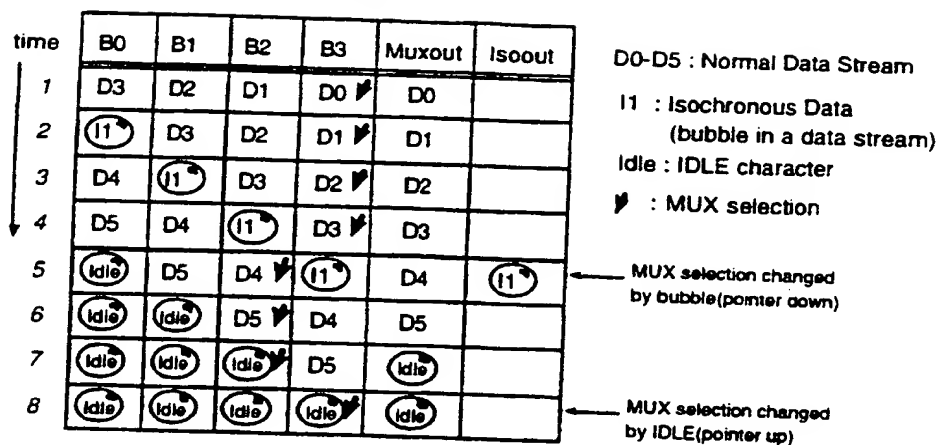 time B0 B1 B2 B3 Muxout Isoout
1 D3 D2 D1 D0 D0
2 I1 D3 D2 D1 D1
3 D4 I1 D3 D2 D2
4 D5 D4 I1 D3 D3
5 Idle D5 D4 I1 D4 I1
6 Idle Idle D5 D4 D5
7 Idle Idle Idle D5 Idle
8 Idle Idle Idle Idle Idle
D0-D5 : Normal Data Stream
I1 : Isochronous Data
(bubble in a data stream)
Idle : IDLE character
: MUX selection
MUX selection changed
by bubble(pointer down)
MUX selection changed
by IDLE(pointer up)